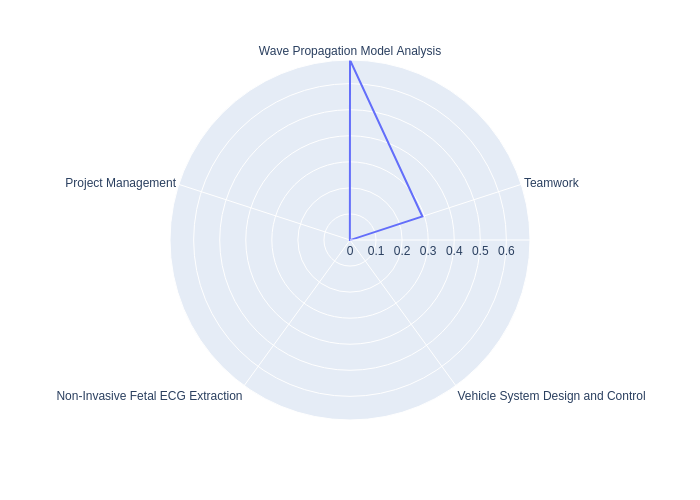 Wave Propagation Model Analysis
Project Management
Teamwork
0 0.1 0.2 0.3 0.4 0.5 0.6
Non-Invasive Fetal ECG Extraction
Vehicle System Design and Control